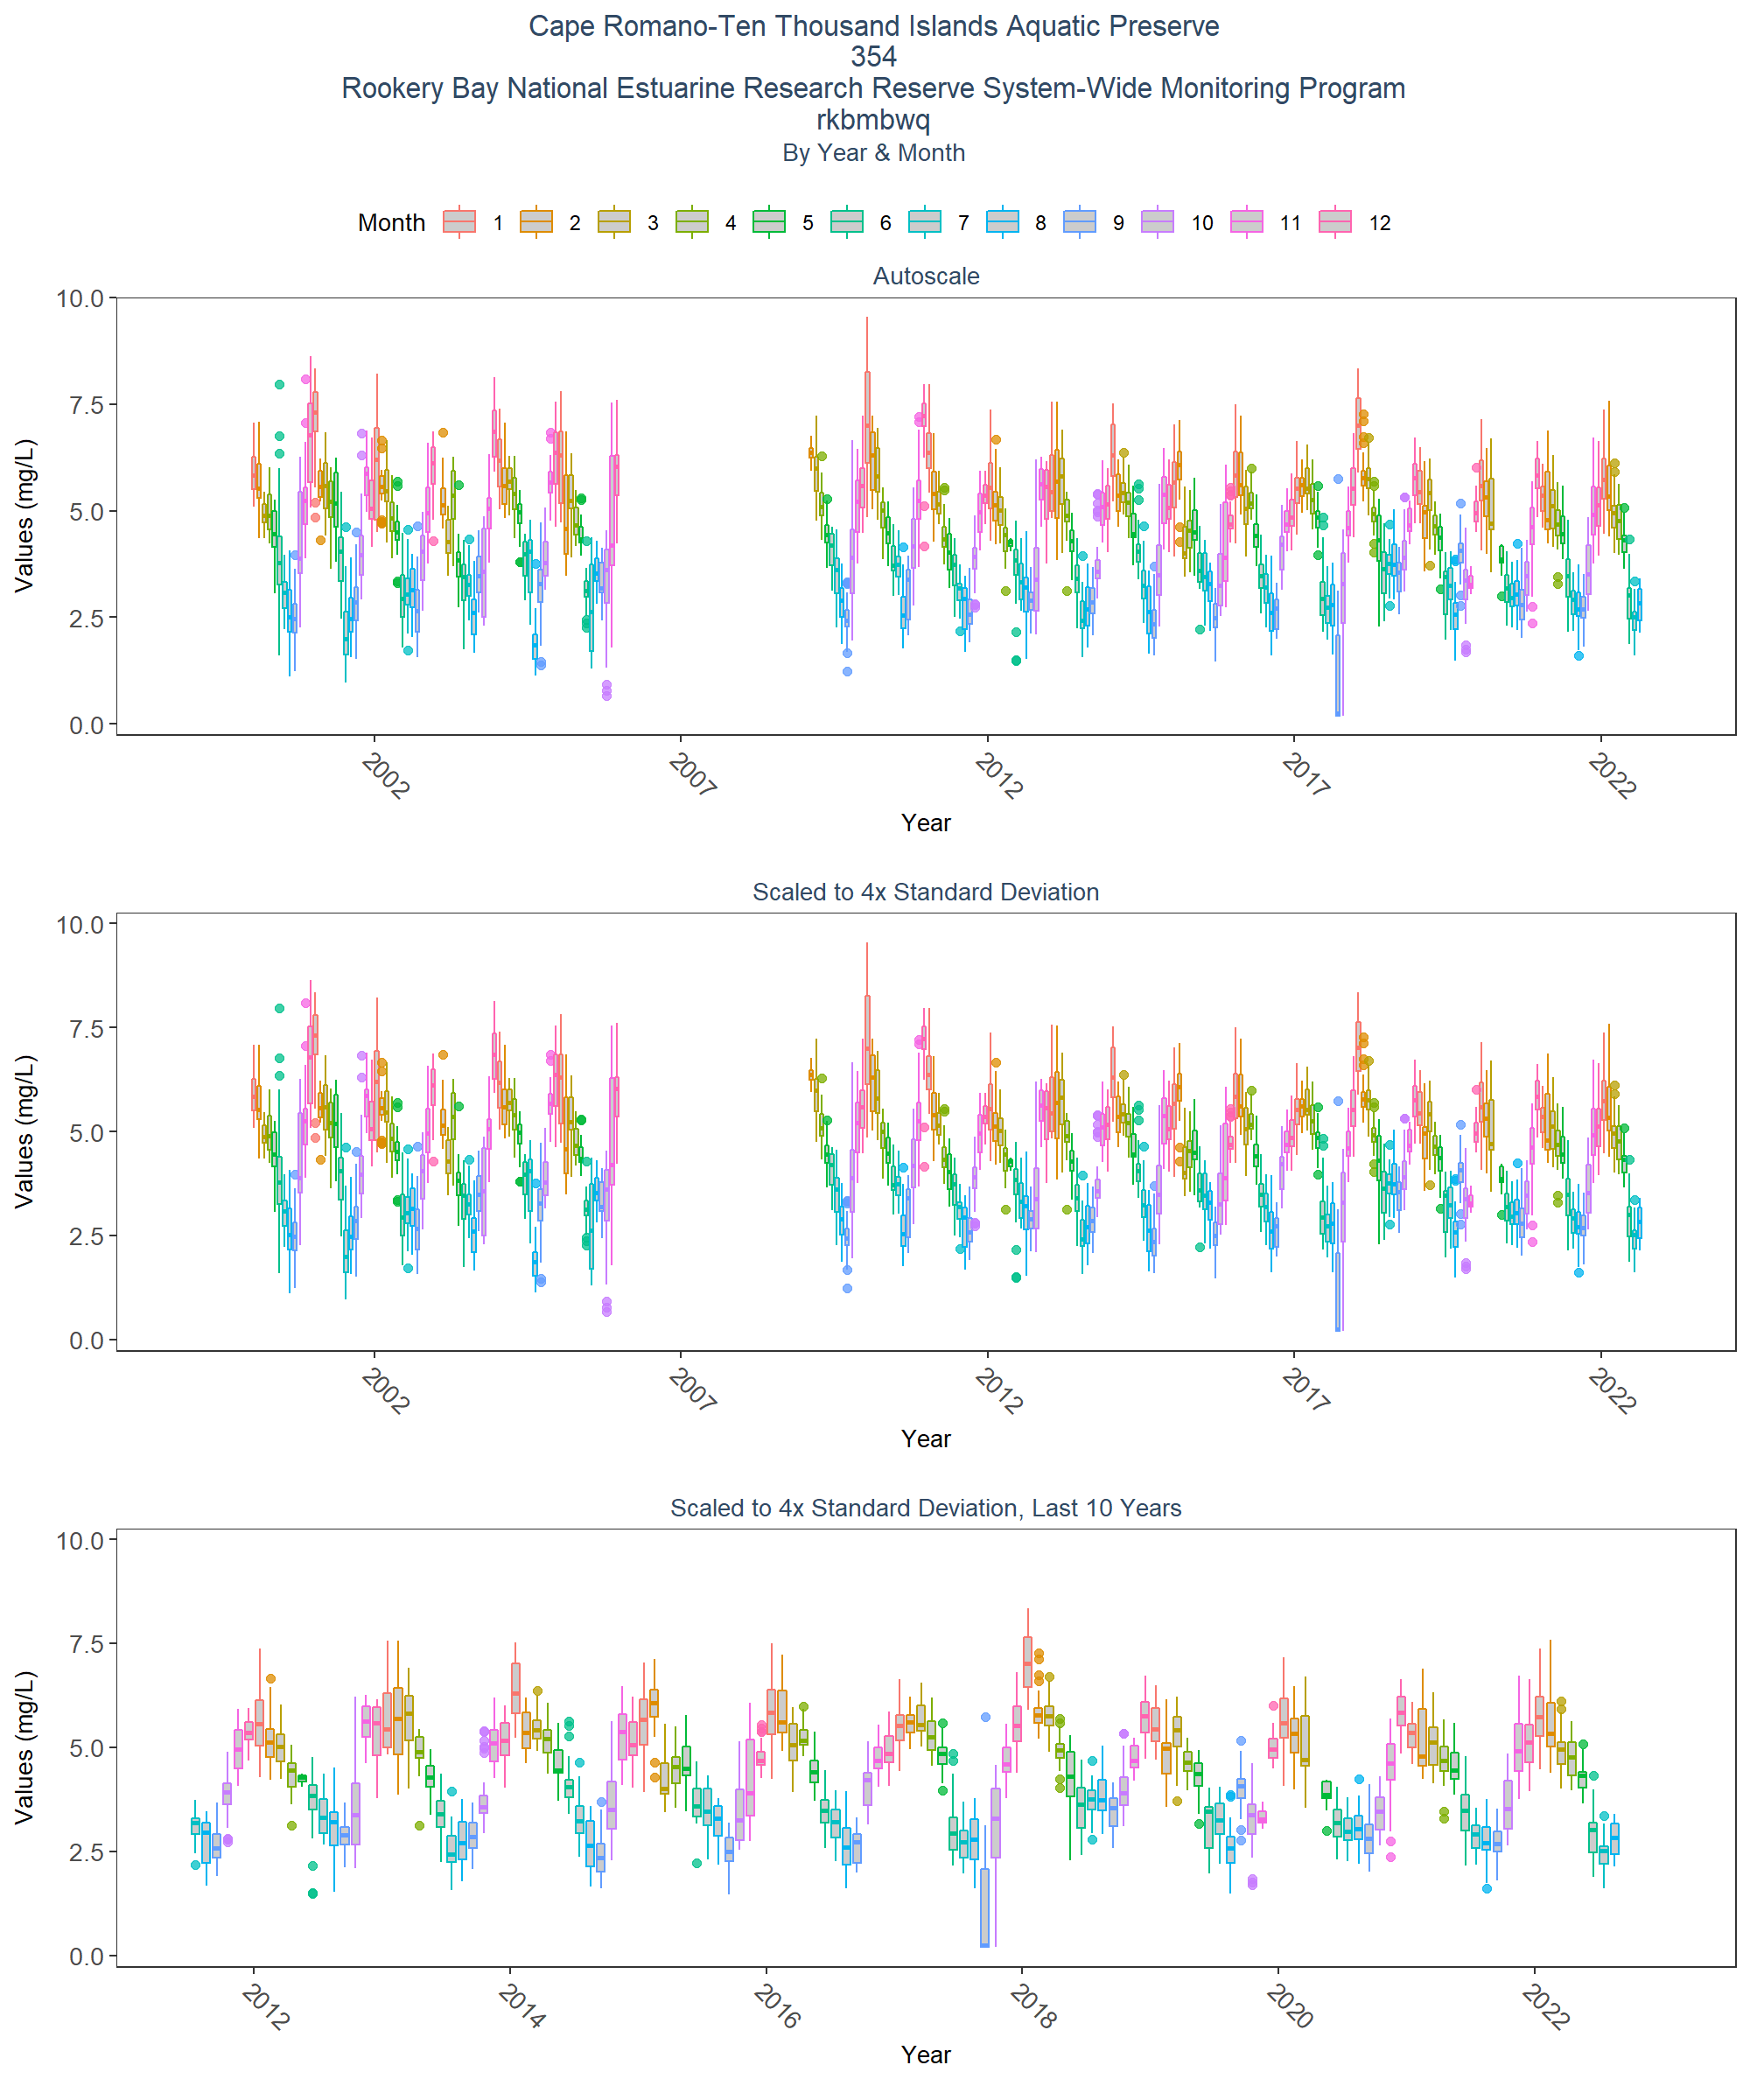 Cape Romano-Ten Thousand Islands Aquatic Preserve
354
Rookery Bay National Estuarine Research Reserve System-Wide Monitoring Program
rkbmbwq
By Year & Month
Month 1 2 3 4 5 6 7 8 9 10 11 12
Autoscale
Values (mg/L)
10.0
7.5
5.0
2.5
0.0
2002 2007 2012 2017 2022
Year
Scaled to 4x Standard Deviation
Values (mg/L)
10.0
7.5
5.0
2.5
0.0
2002 2007 2012 2017 2022
Year
Scaled to 4x Standard Deviation, Last 10 Years
Values (mg/L)
10.0
7.5
5.0
2.5
0.0
2012 2014 2016 2018 2020 2022
Year